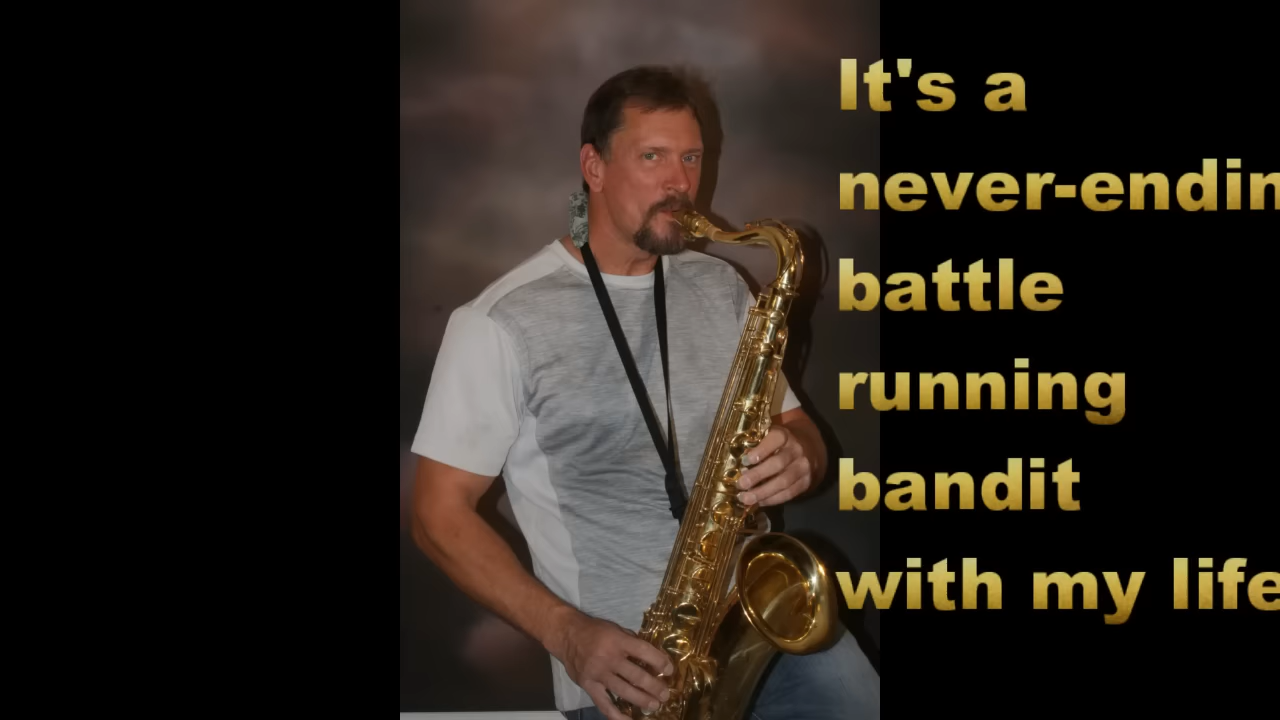 It's a
never-endin
battle
running
bandit
with my life